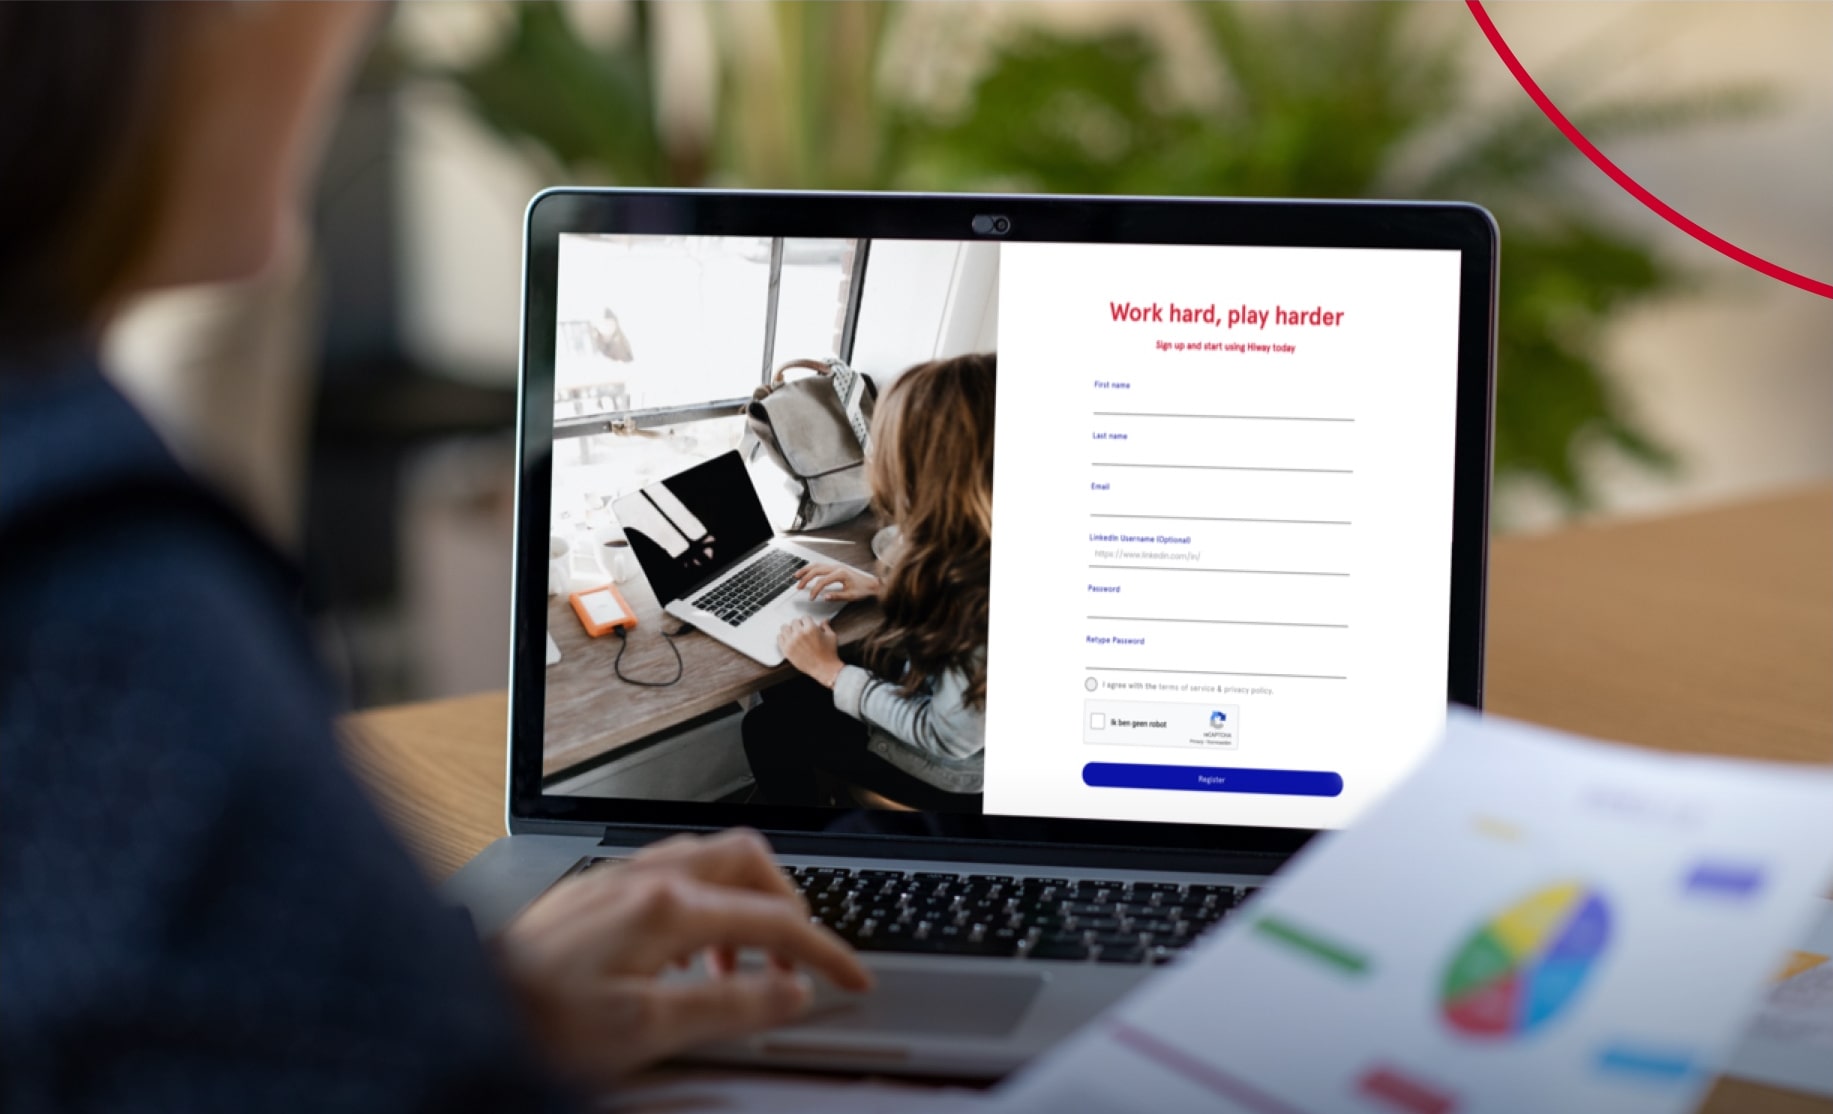 Work hard, play harder
Sign up and start using Hiway today
First name
Last name
Email
LinkedIn Username (Optional)
https://www.linkedin.com/in/
Password
Retype Password
I agree with the terms of service & privacy policy.
Ik ben geen robot
reCAPTCHA
Privacy - Voorwaarden
Register